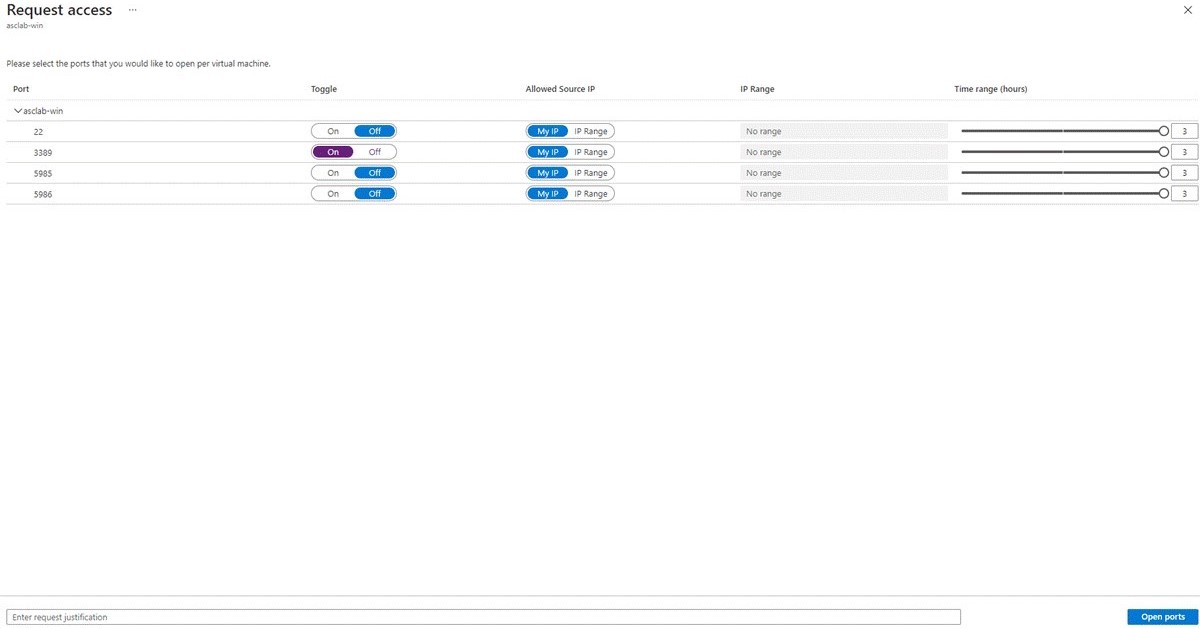 Request access ...
asclab-win
Please select the ports that you would like to open per virtual machine.
Port Toggle Allowed Source IP IP Range Time range (hours)
asclab-win
22 On Off My IP IP Range No range 3
3389 On Off My IP IP Range No range 3
5985 On Off My IP IP Range No range 3
5986 On Off My IP IP Range No range 3
Enter request justification Open ports